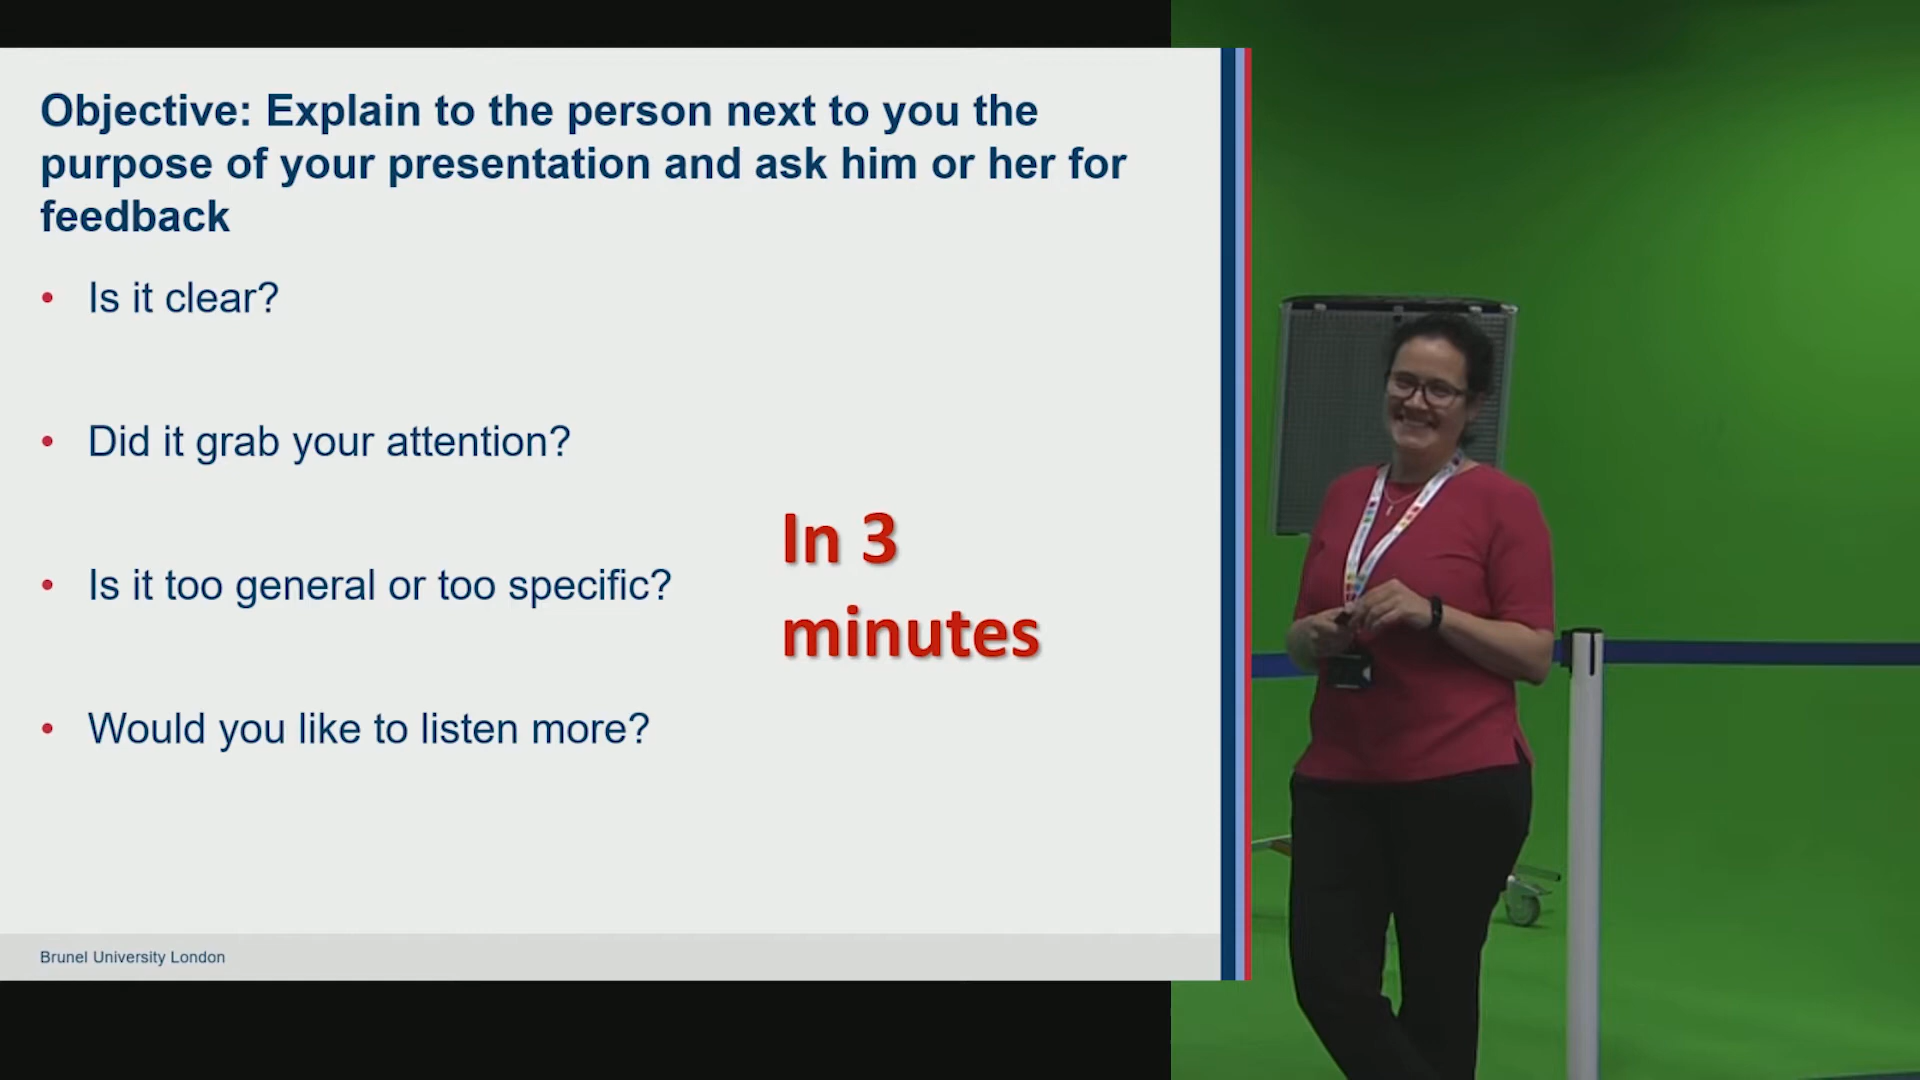 Objective: Explain to the person next to you the
purpose of your presentation and ask him or her for
feedback
• Is it clear?
• Did it grab your attention?
• Is it too general or too specific?
• Would you like to listen more?
In 3
minutes
Brunel University London